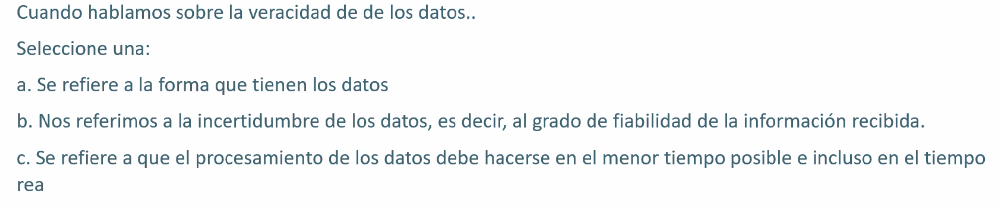 Cuando hablamos sobre la veracidad de de los datos..
Seleccione una:
a. Se refiere a la forma que tienen los datos
b. Nos referimos a la incertidumbre de los datos, es decir, al grado de fiabilidad de la información recibida.
c. Se refiere a que el procesamiento de los datos debe hacerse en el menor tiempo posible e incluso en el tiempo
rea